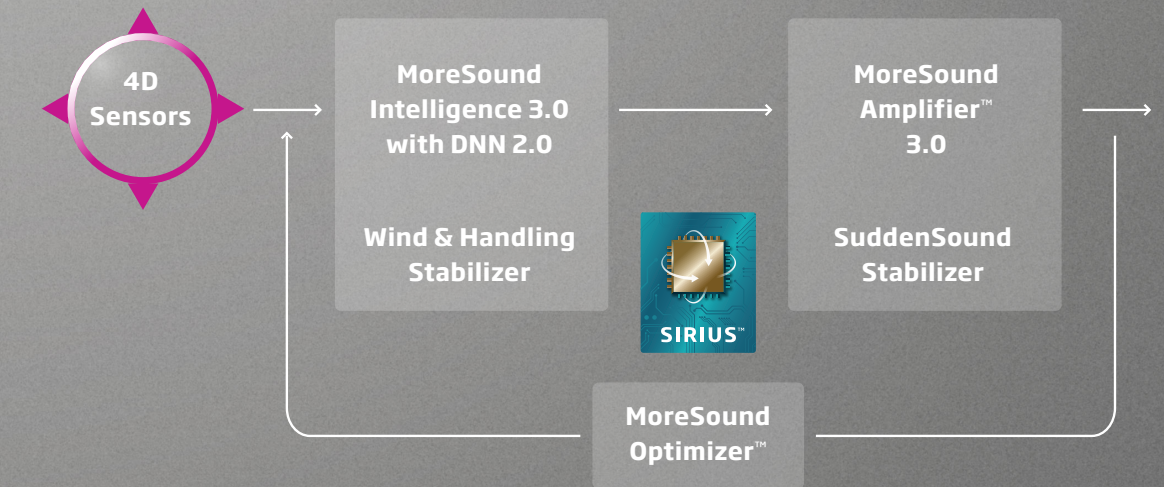 4D
Sensors
MoreSound
Intelligence 3.0
with DNN 2.0
Wind & Handling
Stabilizer
MoreSound
Amplifier™
3.0
SuddenSound
Stabilizer
SIRIUS™
MoreSound
Optimizer™